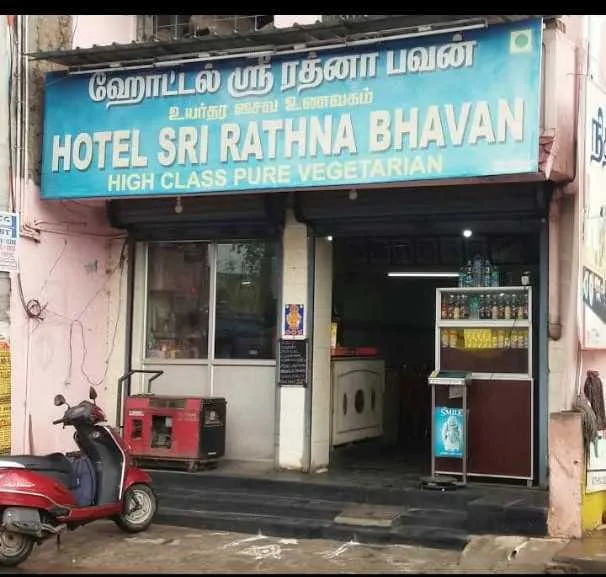 ஹோட்டல் ஸ்ரீ ரத்னா பவன்
உயர்தர சைவ உணவகம்
HOTEL SRI RATHNA BHAVAN
HIGH CLASS PURE VEGETARIAN
SMILE